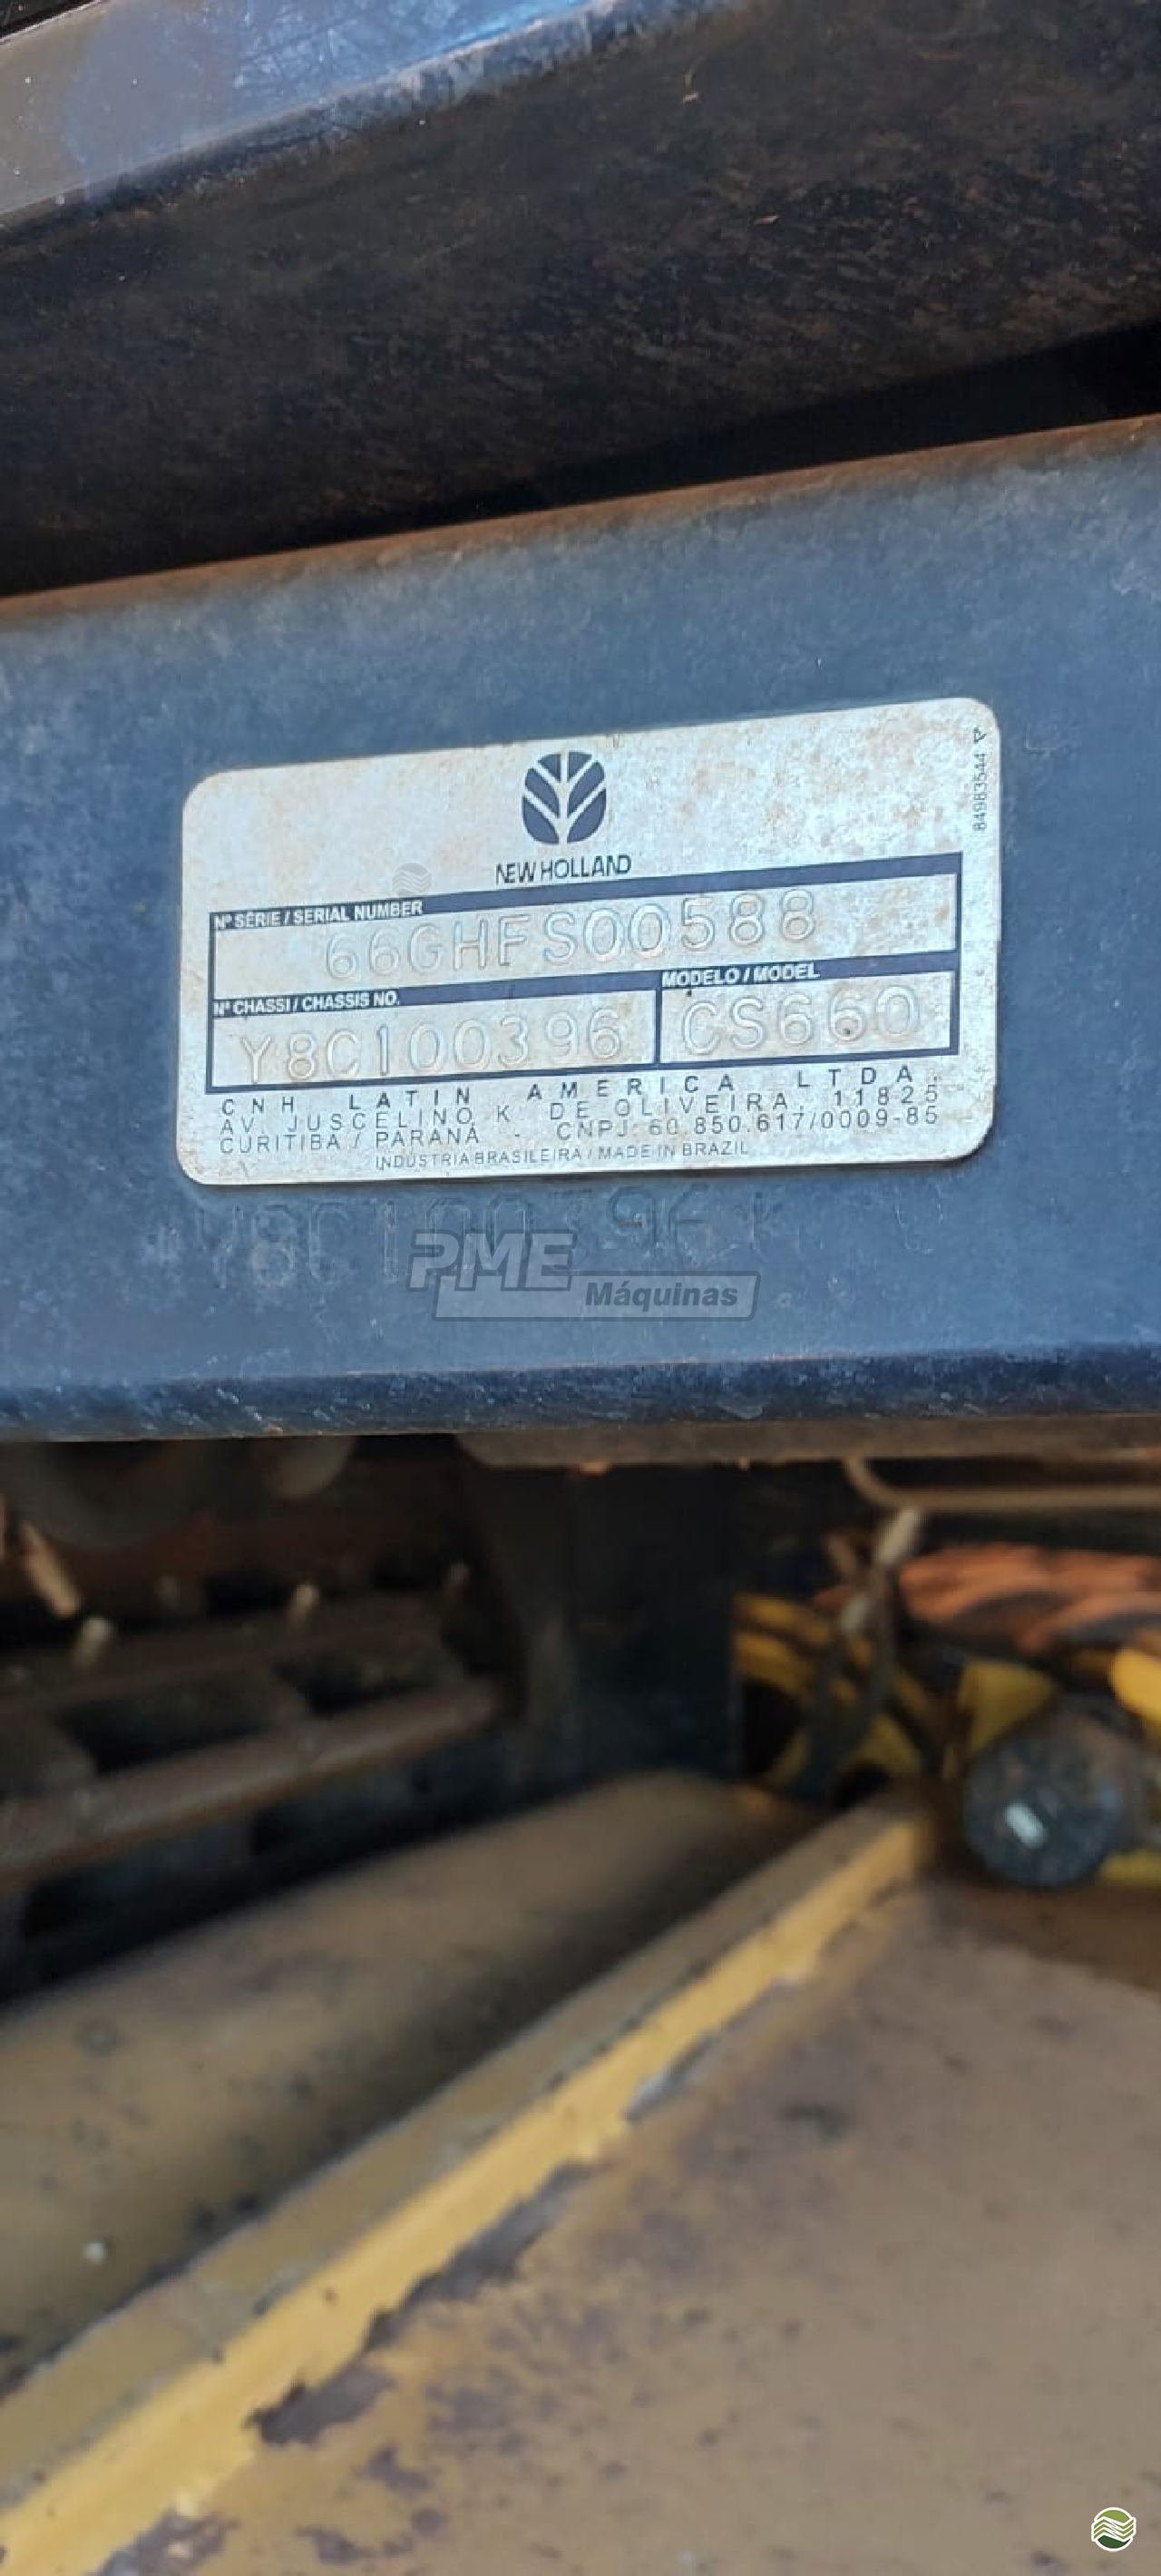 84983544 A
NEW HOLLAND
Nº SÉRIE / SERIAL NUMBER
66GHFS00588
Nº CHASSI / CHASSIS NO.
MODELO / MODEL
Y8C100396
CS660
CNH LATIN AMERICA LTDA.
AV. JUSCELINO K. DE OLIVEIRA, 11825
CURITIBA / PARANÁ - CNPJ 60.850.617/0009-85
INDÚSTRIA BRASILEIRA / MADE IN BRAZIL
Y8C100396*
PME
Máquinas